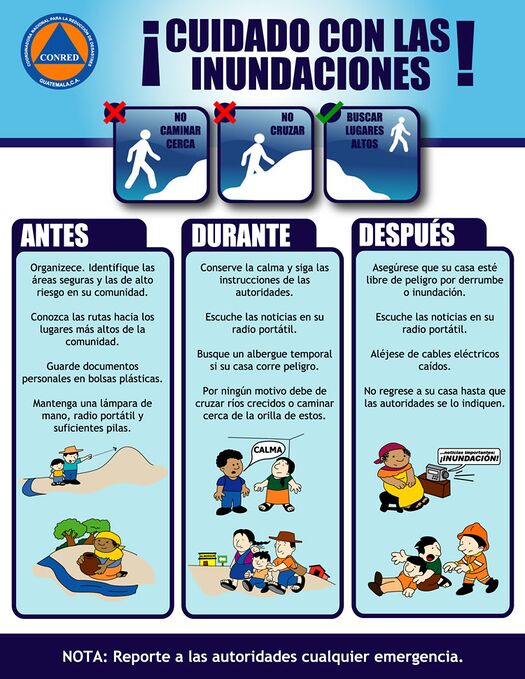 COORDINADORA NACIONAL PARA LA REDUCCIÓN DE DESASTRES
CONRED
GUATEMALA, C.A.
¡CUIDADO CON LAS
INUNDACIONES!
NO
CAMINAR
CERCA
NO
CRUZAR
BUSCAR
LUGARES
ALTOS
ANTES
Organizece. Identifique las
áreas seguras y las de alto
riesgo en su comunidad.
Conozca las rutas hacia los
lugares más altos de la
comunidad.
Guarde documentos
personales en bolsas plásticas.
Mantenga una lámpara de
mano, radio portátil y
suficientes pilas.
DURANTE
Conserve la calma y siga las
instrucciones de las
autoridades.
Escuche las noticias en su
radio portátil.
Busque un albergue temporal
si su casa corre peligro.
Por ningún motivo debe de
cruzar ríos crecidos o caminar
cerca de la orilla de estos.
CALMA
DESPUÉS
Asegúrese que su casa esté
libre de peligro por derrumbe
o inundación.
Escuche las noticias en su
radio portátil.
Aléjese de cables eléctricos
caídos.
No regrese a su casa hasta que
las autoridades se lo indiquen.
...noticias importantes:
¡INUNDACIÓN!
NOTA: Reporte a las autoridades cualquier emergencia.